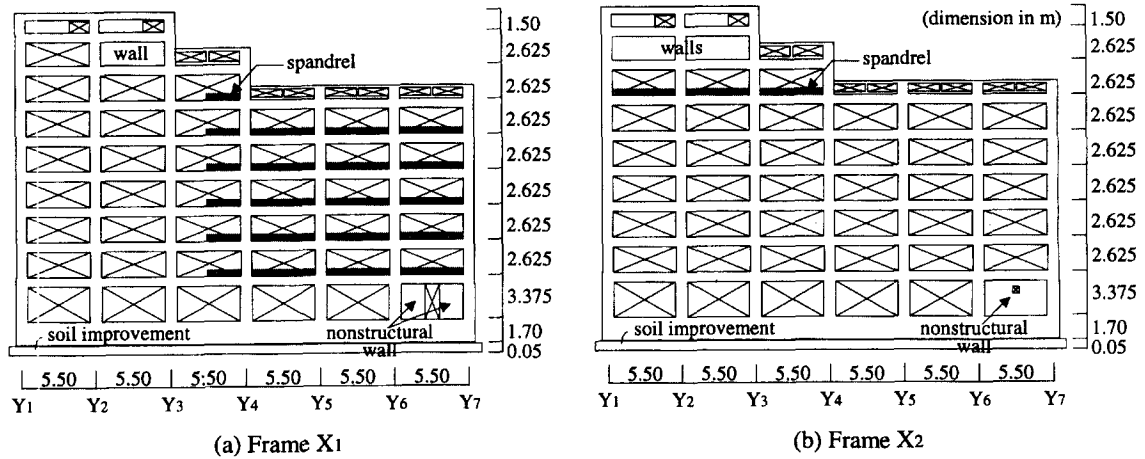 (dimension in m)
wall
spandrel
soil improvement
nonstructural
wall
1.50
2.625
2.625
2.625
2.625
2.625
2.625
2.625
3.375
1.70
0.05
5.50 5.50 5:50 5.50 5.50 5.50
Y1 Y2 Y3 Y4 Y5 Y6 Y7
(a) Frame X1
walls
spandrel
soil improvement
nonstructural
wall
1.50
2.625
2.625
2.625
2.625
2.625
2.625
2.625
3.375
1.70
0.05
5.50 5.50 5.50 5.50 5.50 5.50
Y1 Y2 Y3 Y4 Y5 Y6 Y7
(b) Frame X2